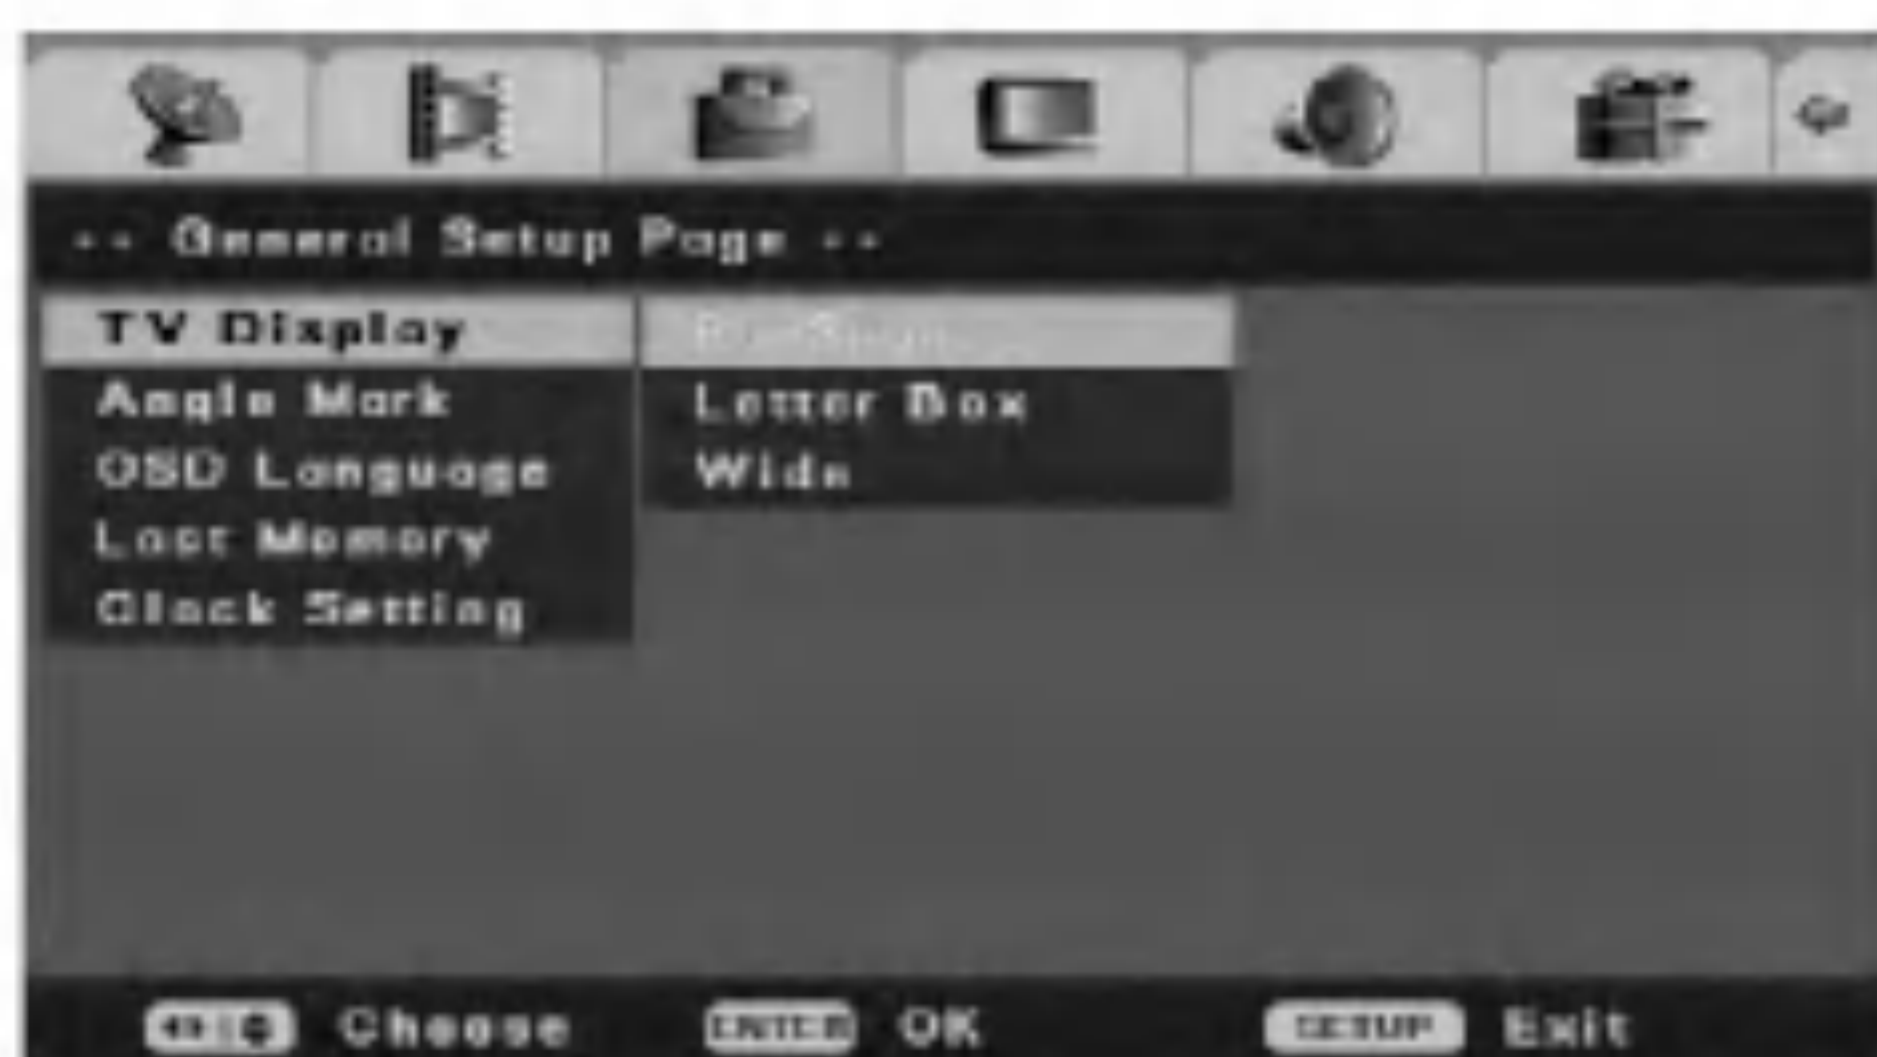 -- General Setup Page --
TV Display
Angle Mark
Letter Box
OSD Language
Wide
Last Memory
Clock Setting
Choose
ENTER OK
SETUP Exit